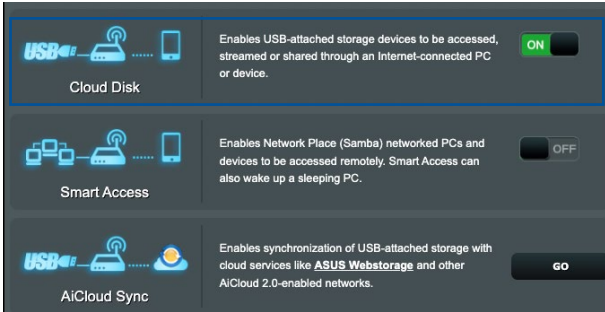 USB
Cloud Disk
Enables USB-attached storage devices to be accessed,
streamed or shared through an Internet-connected PC
or device.
ON
Smart Access
Enables Network Place (Samba) networked PCs and
devices to be accessed remotely. Smart Access can
also wake up a sleeping PC.
OFF
USB
AiCloud Sync
Enables synchronization of USB-attached storage with
cloud services like ASUS Webstorage and other
AiCloud 2.0-enabled networks.
GO